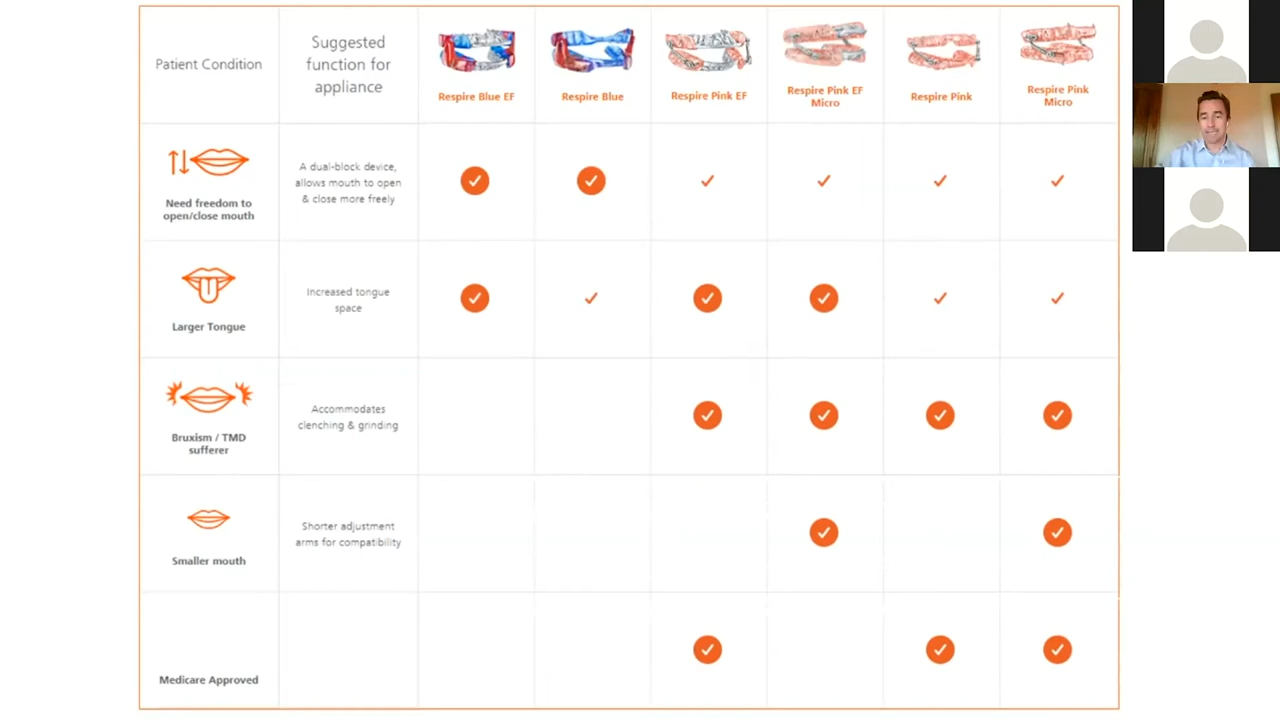 Patient Condition
Suggested
function for
appliance
Respire Blue EF
Respire Blue
Respire Pink EF
Respire Pink EF
Micro
Respire Pink
Respire Pink
Micro
Need freedom to
open/close mouth
A dual-block device,
allows mouth to open
& close more freely
Larger Tongue
Increased tongue
space
Bruxism / TMD
sufferer
Accommodates
clenching & grinding
Smaller mouth
Shorter adjustment
arms for compatibility
Medicare Approved